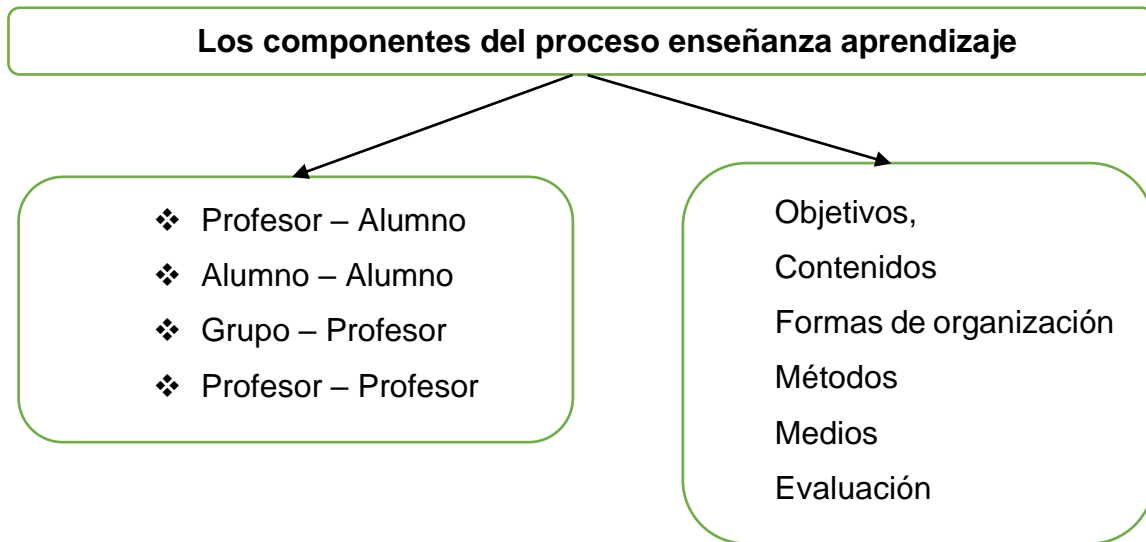 Los componentes del proceso enseñanza aprendizaje
❖ Profesor – Alumno
❖ Alumno – Alumno
❖ Grupo – Profesor
❖ Profesor – Profesor
Objetivos,
Contenidos
Formas de organización
Métodos
Medios
Evaluación